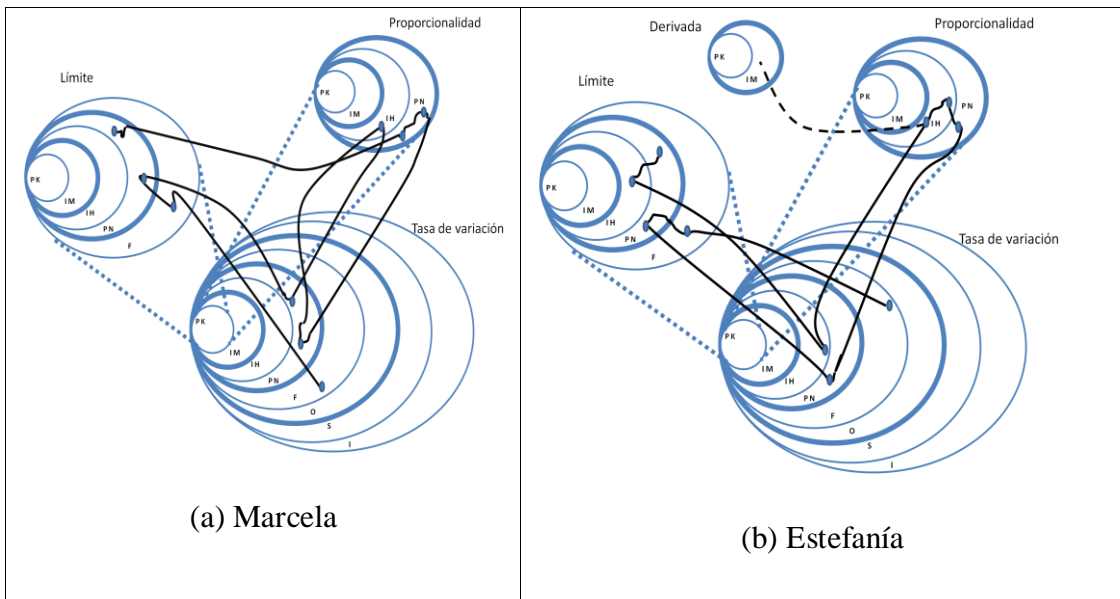 Proporcionalidad
Límite
PK
IM
IH
PN
PK
IM
IH
PN
F
Tasa de variación
PK
IM
IH
PN
F
O
S
I
(a) Marcela
Derivada
Proporcionalidad
Límite
PK
IM
PK
IM
IH
PN
PK
IM
IH
PN
F
Tasa de variación
PK
IM
IH
PN
F
O
S
I
(b) Estefanía